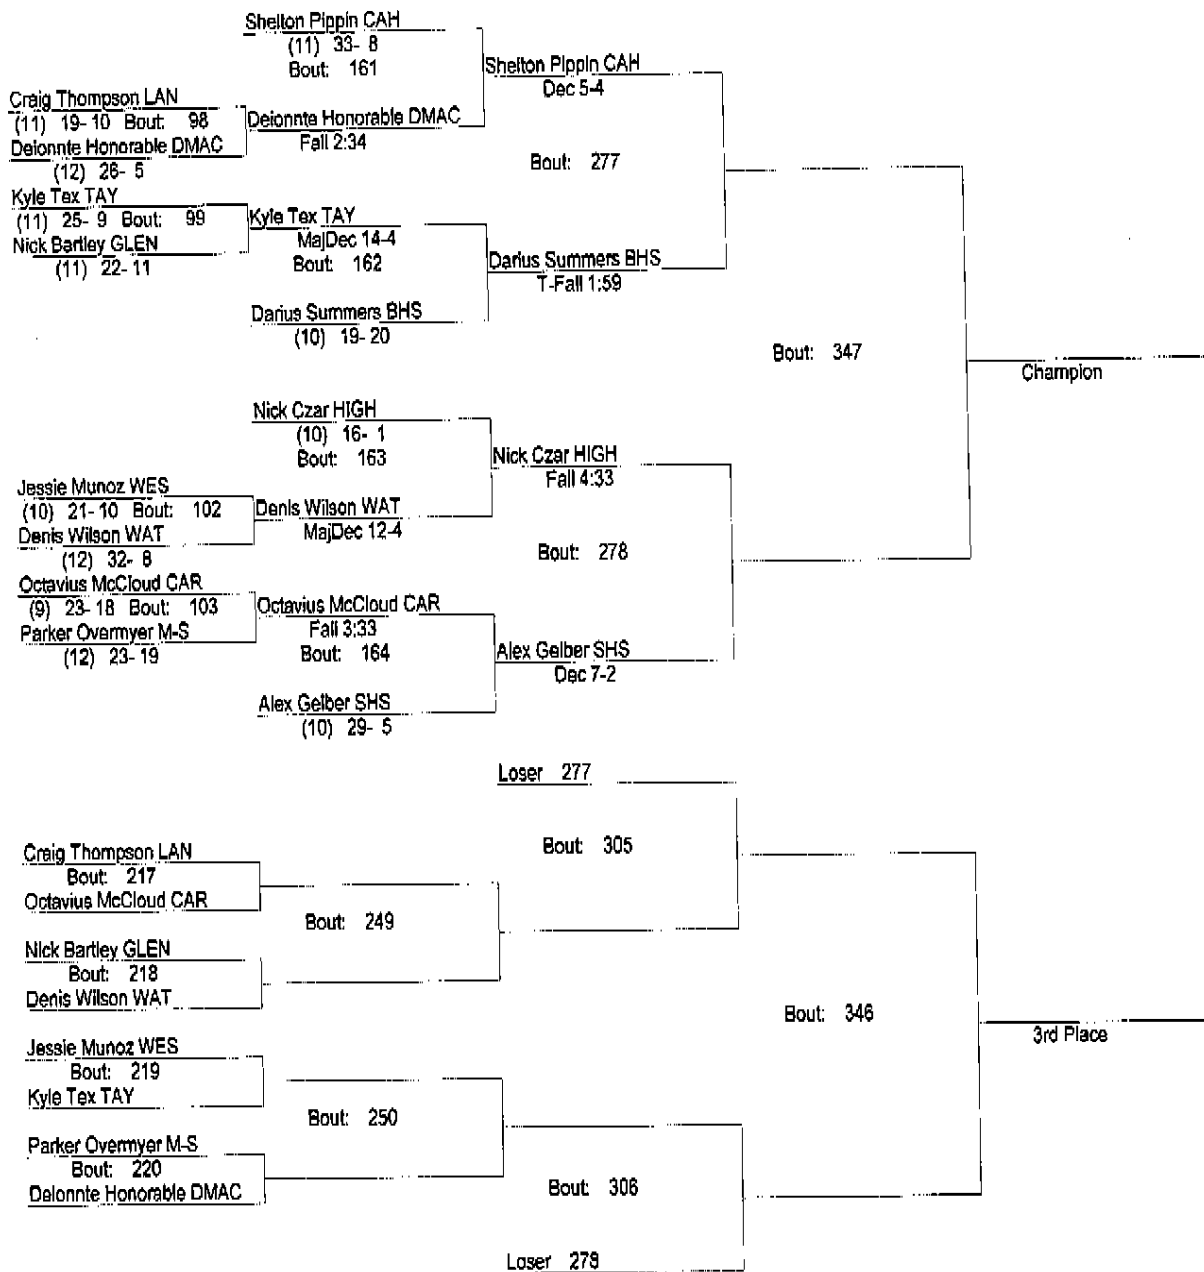 Shelton Pippin CAH
(11) 33- 8
Bout: 161
Shelton Pippin CAH
Dec 5-4
Craig Thompson LAN
(11) 19- 10 Bout: 98
Deionnte Honorable DMAC
Fall 2:34
Deionnte Honorable DMAC
(12) 26- 5
Bout: 277
Kyle Tex TAY
(11) 25- 9 Bout: 99
Kyle Tex TAY
MajDec 14-4
Nick Bartley GLEN
(11) 22- 11
Bout: 162
Darius Summers BHS
T-Fall 1:59
Darius Summers BHS
(10) 19- 20
Bout: 347
Champion
Nick Czar HIGH
(10) 16- 1
Bout: 163
Nick Czar HIGH
Fall 4:33
Jessie Munoz WES
(10) 21- 10 Bout: 102
Denis Wilson WAT
MajDec 12-4
Denis Wilson WAT
(12) 32- 8
Bout: 278
Octavius McCloud CAR
(9) 23- 18 Bout: 103
Octavius McCloud CAR
Fall 3:33
Parker Overmyer M-S
(12) 23- 19
Bout: 164
Alex Gelber SHS
Dec 7-2
Alex Gelber SHS
(10) 29- 5
Loser 277
Bout: 305
Craig Thompson LAN
Bout: 217
Octavius McCloud CAR
Bout: 249
Nick Bartley GLEN
Bout: 218
Denis Wilson WAT
Bout: 346
3rd Place
Jessie Munoz WES
Bout: 219
Kyle Tex TAY
Bout: 250
Parker Overmyer M-S
Bout: 220
Deionnte Honorable DMAC
Bout: 306
Loser 278